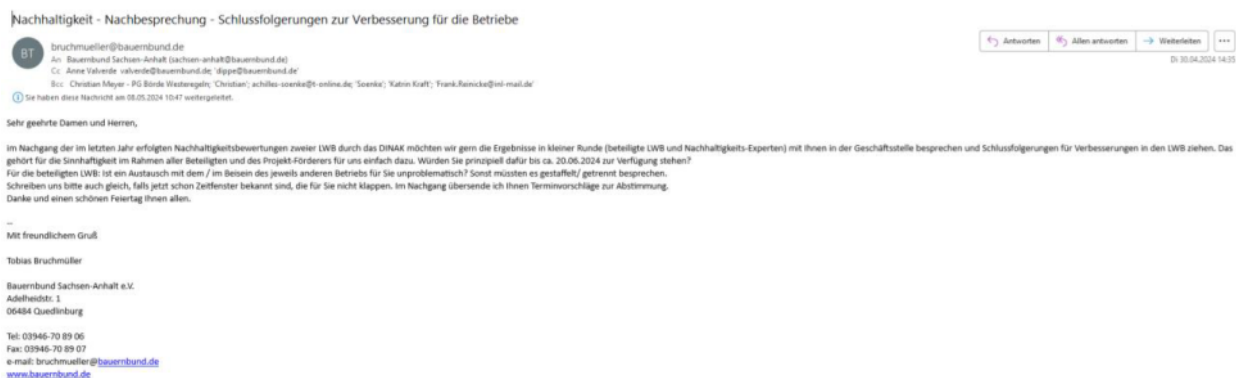 Nachhaltigkeit - Nachbesprechung - Schlussfolgerungen zur Verbesserung für die Betriebe
BT
bruchmueller@bauernbund.de
An Bauernbund Sachsen-Anhalt (sachsen-anhalt@bauernbund.de)
Cc Anne Valverde valverde@bauernbund.de; 'dippe@bauernbund.de'
Bcc Christian Meyer - PG Börde Westeregeln; 'Christian'; achilles-soenke@t-online.de; 'Soenke'; 'Katrin Kraft'; 'Frank.Rainicke@inl-mail.de'
Sie haben diese Nachricht am 08.05.2024 10:47 weitergeleitet.
Antworten
Allen antworten
Weiterleiten
Di 30.04.2024 14:35
Sehr geehrte Damen und Herren,
im Nachgang der im letzten Jahr erfolgten Nachhaltigkeitsbewertungen zweier LWB durch das DINAK möchten wir gern die Ergebnisse in kleiner Runde (beteiligte LWB und Nachhaltigkeits-Experten) mit Ihnen in der Geschäftsstelle besprechen und Schlussfolgerungen für Verbesserungen in den LWB ziehen. Das
gehört für die Sinnhaftigkeit im Rahmen aller Beteiligten und des Projekt-Förderers für uns einfach dazu. Würden Sie prinzipiell dafür bis ca. 20.06.2024 zur Verfügung stehen?
Für die beteiligten LWB: Ist ein Austausch mit dem / im Beisein des jeweils anderen Betriebs für Sie unproblematisch? Sonst müssten es gestaffelt/ getrennt besprechen.
Schreiben uns bitte auch gleich, falls jetzt schon Zeitfenster bekannt sind, die für Sie nicht klappen. Im Nachgang übersende ich Ihnen Terminvorschläge zur Abstimmung.
Danke und einen schönen Feiertag Ihnen allen.
--
Mit freundlichem Gruß
Tobias Bruchmüller
Bauernbund Sachsen-Anhalt e.V.
Adelheidstr. 1
06484 Quedlinburg
Tel: 03946-70 89 06
Fax: 03946-70 89 07
e-mail: bruchmueller@bauernbund.de
www.bauernbund.de